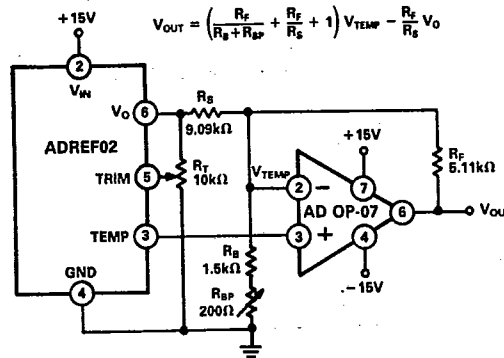 +15V
V_OUT = (R_F / (R_B + R_BP) + R_F / R_S + 1) V_TEMP − R_F / R_S V_O
2
V_IN
V_O
6
R_S
9.09kΩ
ADREF02
TRIM
5
R_T
10kΩ
V_TEMP
+15V
R_F
5.11kΩ
2
−
7
AD OP-07
6
V_OUT
TEMP
3
3
+
4
GND
4
R_B
1.5kΩ
.−15V
R_BP
200Ω